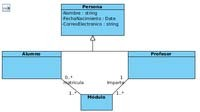 Persona
-Nombre : string
-FechaNacimiento : Date
-CorreoElectronico : string
Alumno
Profesor
0..*
1
matricula
Imparte
1..*
1..*
Módulo